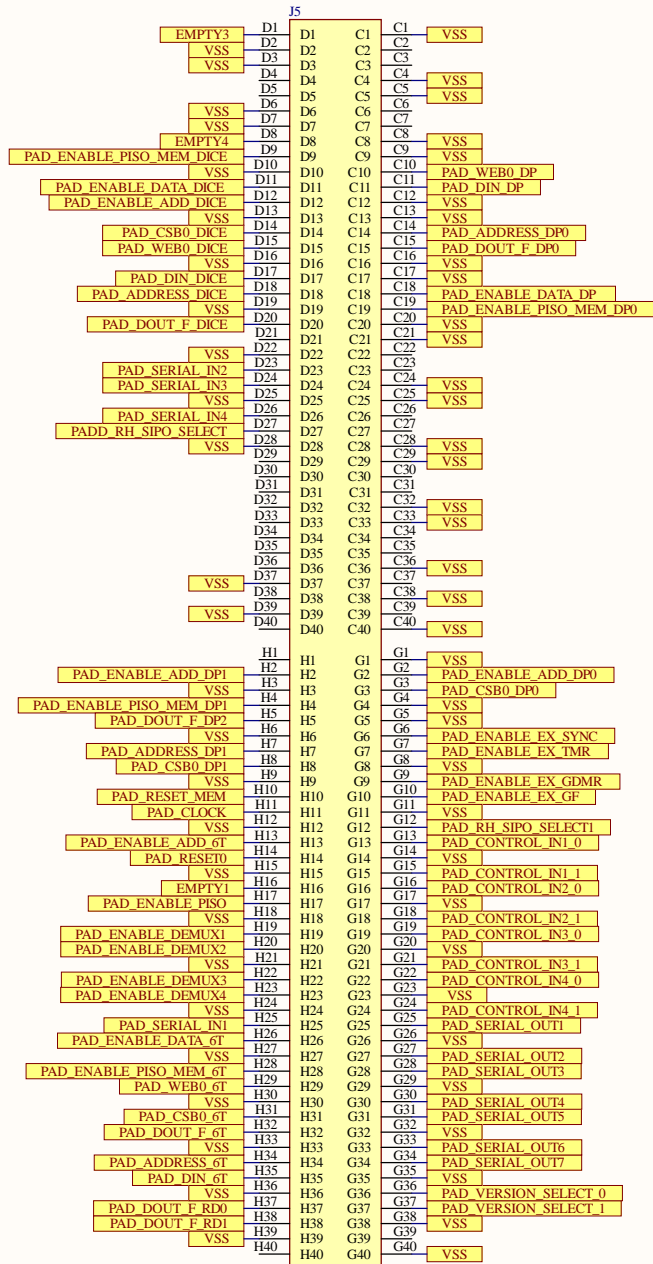 J5
EMPTY3 D1 D1 C1 C1 VSS
VSS D2 D2 C2 C2
VSS D3 D3 C3 C3
D4 D4 C4 C4 VSS
D5 D5 C5 C5 VSS
VSS D6 D6 C6 C6
VSS D7 D7 C7 C7
EMPTY4 D8 D8 C8 C8 VSS
PAD_ENABLE_PISO_MEM_DICE D9 D9 C9 C9 VSS
VSS D10 D10 C10 C10 PAD_WEB0_DP
PAD_ENABLE_DATA_DICE D11 D11 C11 C11 PAD_DIN_DP
PAD_ENABLE_ADD_DICE D12 D12 C12 C12 VSS
VSS D13 D13 C13 C13 VSS
PAD_CSB0_DICE D14 D14 C14 C14 PAD_ADDRESS_DP0
PAD_WEB0_DICE D15 D15 C15 C15 PAD_DOUT_F_DP0
VSS D16 D16 C16 C16 VSS
PAD_DIN_DICE D17 D17 C17 C17 VSS
PAD_ADDRESS_DICE D18 D18 C18 C18 PAD_ENABLE_DATA_DP
VSS D19 D19 C19 C19 PAD_ENABLE_PISO_MEM_DP0
PAD_DOUT_F_DICE D20 D20 C20 C20 VSS
D21 D21 C21 C21 VSS
VSS D22 D22 C22 C22
PAD_SERIAL_IN2 D23 D23 C23 C23
PAD_SERIAL_IN3 D24 D24 C24 C24 VSS
VSS D25 D25 C25 C25 VSS
PAD_SERIAL_IN4 D26 D26 C26 C26
PADD_RH_SIPO_SELECT D27 D27 C27 C27
VSS D28 D28 C28 C28 VSS
D29 D29 C29 C29 VSS
D30 D30 C30 C30
D31 D31 C31 C31
D32 D32 C32 C32 VSS
D33 D33 C33 C33 VSS
D34 D34 C34 C34
D35 D35 C35 C35
D36 D36 C36 C36 VSS
VSS D37 D37 C37 C37
D38 D38 C38 C38 VSS
VSS D39 D39 C39 C39
D40 D40 C40 C40 VSS
H1 H1 G1 G1 VSS
PAD_ENABLE_ADD_DP1 H2 H2 G2 G2 PAD_ENABLE_ADD_DP0
VSS H3 H3 G3 G3 PAD_CSB0_DP0
PAD_ENABLE_PISO_MEM_DP1 H4 H4 G4 G4 VSS
PAD_DOUT_F_DP2 H5 H5 G5 G5 VSS
VSS H6 H6 G6 G6 PAD_ENABLE_EX_SYNC
PAD_ADDRESS_DP1 H7 H7 G7 G7 PAD_ENABLE_EX_TMR
PAD_CSB0_DP1 H8 H8 G8 G8 VSS
VSS H9 H9 G9 G9 PAD_ENABLE_EX_GDMR
PAD_RESET_MEM H10 H10 G10 G10 PAD_ENABLE_EX_GF
PAD_CLOCK H11 H11 G11 G11 VSS
VSS H12 H12 G12 G12 PAD_RH_SIPO_SELECT1
PAD_ENABLE_ADD_6T H13 H13 G13 G13 PAD_CONTROL_IN1_0
PAD_RESET0 H14 H14 G14 G14 VSS
VSS H15 H15 G15 G15 PAD_CONTROL_IN1_1
EMPTY1 H16 H16 G16 G16 PAD_CONTROL_IN2_0
PAD_ENABLE_PISO H17 H17 G17 G17 VSS
VSS H18 H18 G18 G18 PAD_CONTROL_IN2_1
PAD_ENABLE_DEMUX1 H19 H19 G19 G19 PAD_CONTROL_IN3_0
PAD_ENABLE_DEMUX2 H20 H20 G20 G20 VSS
VSS H21 H21 G21 G21 PAD_CONTROL_IN3_1
PAD_ENABLE_DEMUX3 H22 H22 G22 G22 PAD_CONTROL_IN4_0
PAD_ENABLE_DEMUX4 H23 H23 G23 G23 VSS
VSS H24 H24 G24 G24 PAD_CONTROL_IN4_1
PAD_SERIAL_IN1 H25 H25 G25 G25 PAD_SERIAL_OUT1
PAD_ENABLE_DATA_6T H26 H26 G26 G26 VSS
VSS H27 H27 G27 G27 PAD_SERIAL_OUT2
PAD_ENABLE_PISO_MEM_6T H28 H28 G28 G28 PAD_SERIAL_OUT3
PAD_WEB0_6T H29 H29 G29 G29 VSS
VSS H30 H30 G30 G30 PAD_SERIAL_OUT4
PAD_CSB0_6T H31 H31 G31 G31 PAD_SERIAL_OUT5
PAD_DOUT_F_6T H32 H32 G32 G32 VSS
VSS H33 H33 G33 G33 PAD_SERIAL_OUT6
PAD_ADDRESS_6T H34 H34 G34 G34 PAD_SERIAL_OUT7
PAD_DIN_6T H35 H35 G35 G35 VSS
VSS H36 H36 G36 G36 PAD_VERSION_SELECT_0
PAD_DOUT_F_RD0 H37 H37 G37 G37 PAD_VERSION_SELECT_1
PAD_DOUT_F_RD1 H38 H38 G38 G38 VSS
VSS H39 H39 G39 G39
H40 H40 G40 G40 VSS